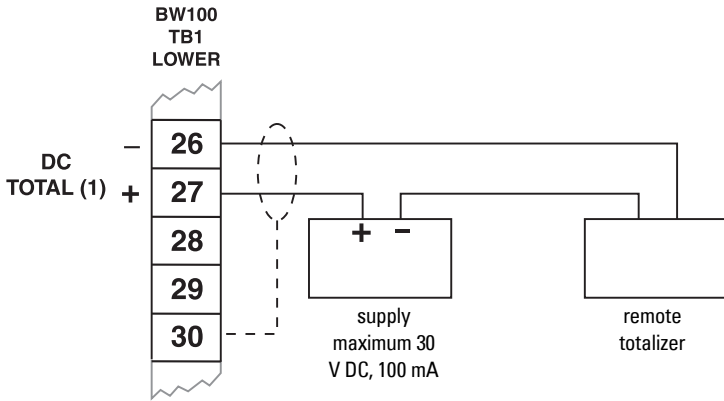 BW100
TB1
LOWER
DC
TOTAL (1)
– 26
+ 27
28
29
30
+ –
supply
maximum 30
V DC, 100 mA
remote
totalizer